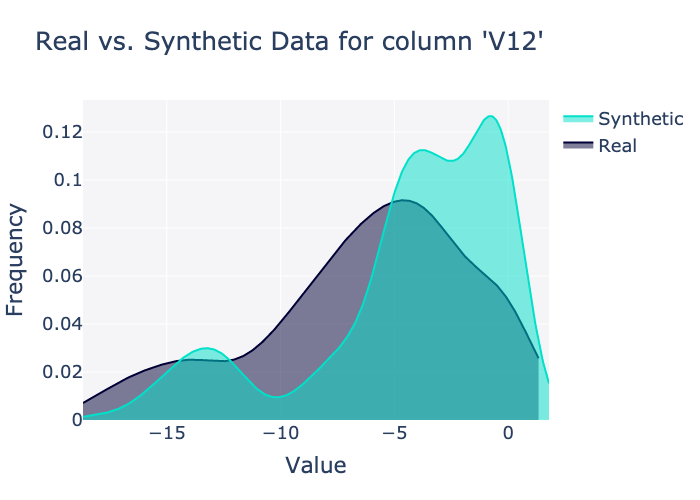 Real vs. Synthetic Data for column 'V12'
Synthetic
Real
0.12
0.1
0.08
0.06
0.04
0.02
0
Frequency
−15
−10
−5
0
Value